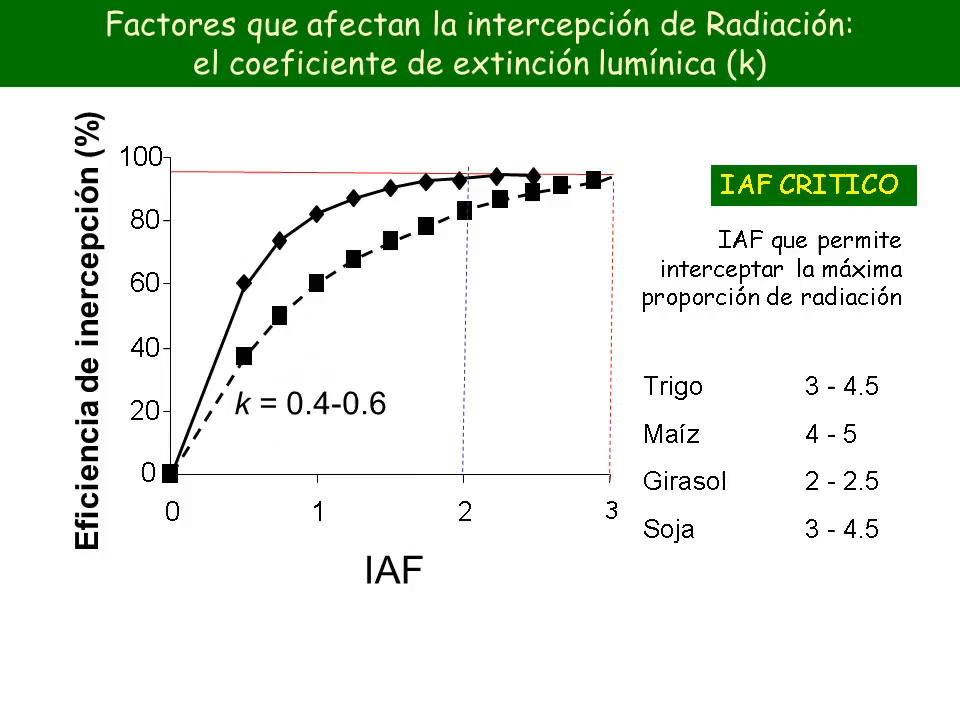 Factores que afectan la intercepción de Radiación:
el coeficiente de extinción lumínica (k)
Eficiencia de inercepción (%)
100
80
60
40
20
0
k = 0.4-0.6
0 1 2 3
IAF
IAF CRITICO
IAF que permite
interceptar la máxima
proporción de radiación
Trigo 3 - 4.5
Maíz 4 - 5
Girasol 2 - 2.5
Soja 3 - 4.5